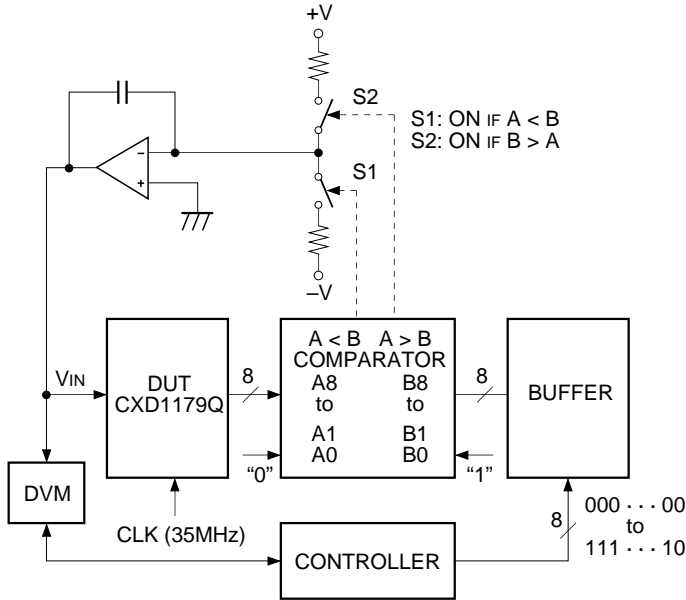 +V
S2
S1: ON IF A < B
S2: ON IF B > A
−
+
S1
–V
A < B A > B
COMPARATOR
A8 B8
to to
A1 B1
A0 B0
VIN
DUT
CXD1179Q
8
8
BUFFER
DVM
"0"
"1"
CLK (35MHz)
CONTROLLER
8
000 · · · 00
to
111 · · · 10